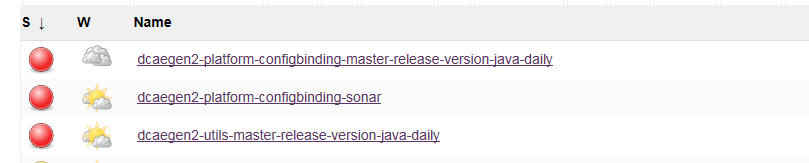 S ↓ W Name
dcaegen2-platform-configbinding-master-release-version-java-daily
dcaegen2-platform-configbinding-sonar
dcaegen2-utils-master-release-version-java-daily